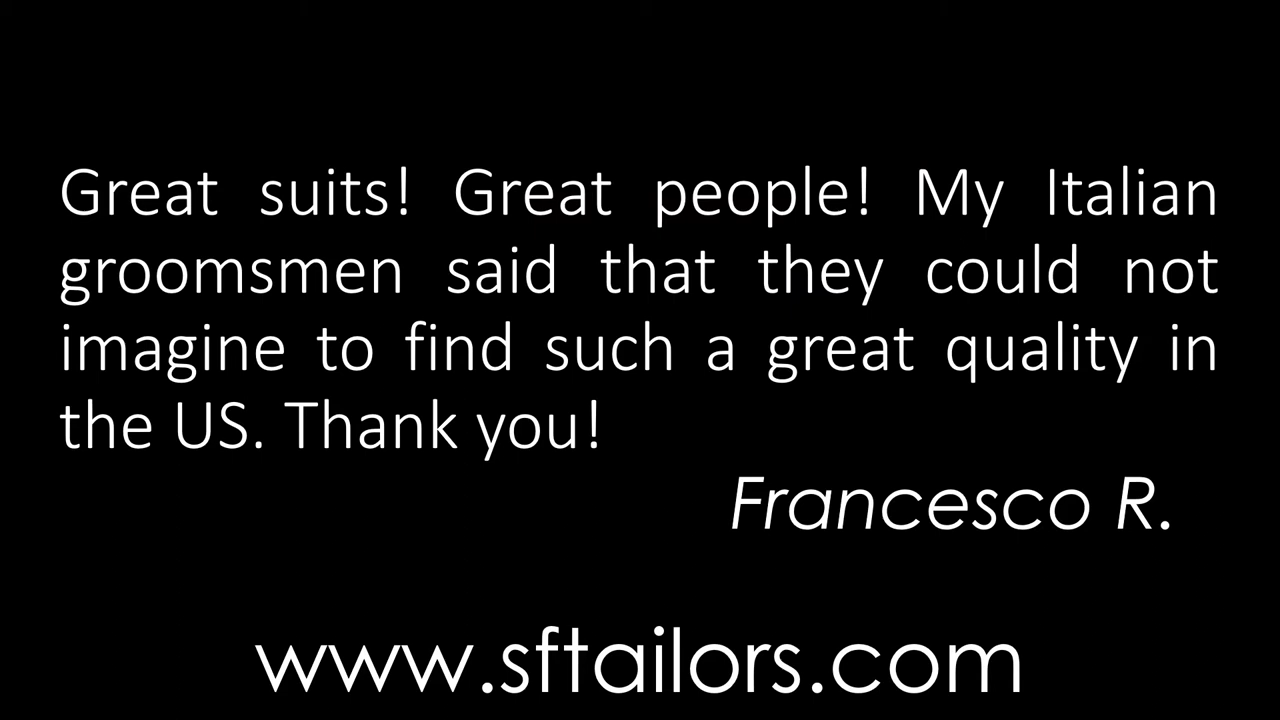 Great suits! Great people! My Italian
groomsmen said that they could not
imagine to find such a great quality in
the US. Thank you!
Francesco R.
www.sftailors.com